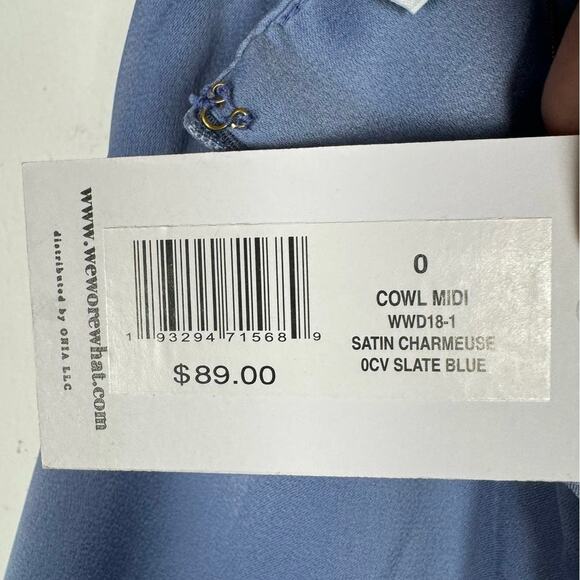 www.weworewhat.com
distributed by ONIA LLC
1 93294 71568 9
$89.00
0
COWL MIDI
WWD18-1
SATIN CHARMEUSE
0CV SLATE BLUE